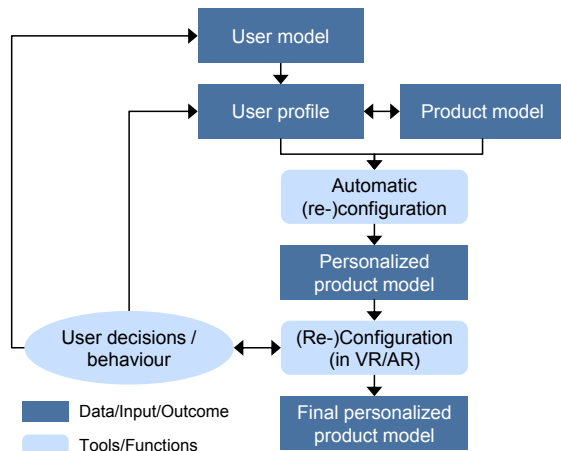 User model
User profile
Product model
Automatic
(re-)configuration
Personalized
product model
User decisions /
behaviour
(Re-)Configuration
(in VR/AR)
Data/Input/Outcome
Final personalized
product model
Tools/Functions